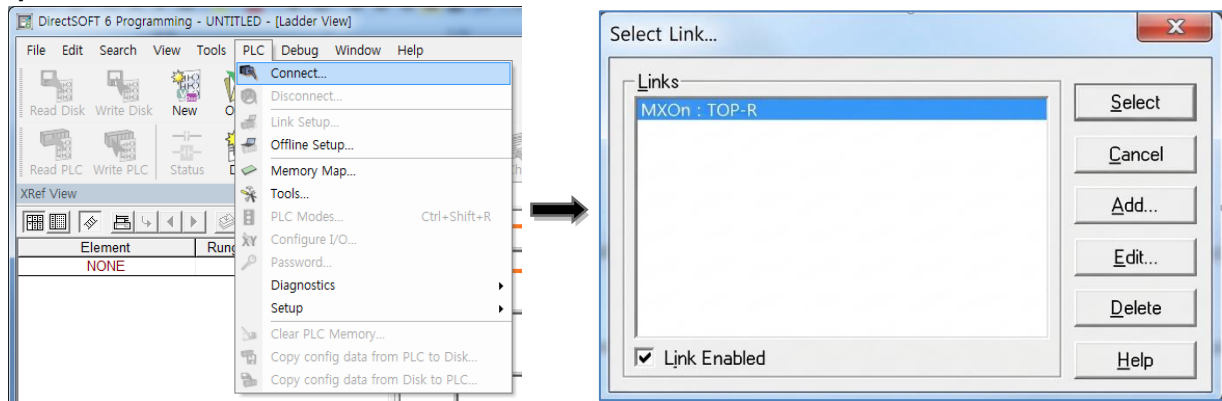 DirectSOFT 6 Programming - UNTITLED - [Ladder View]
File Edit Search View Tools PLC Debug Window Help
Read Disk Write Disk New
Read PLC Write PLC Status
XRef View
Element Rung
NONE
Connect...
Disconnect...
Link Setup...
Offline Setup...
Memory Map...
Tools...
PLC Modes... Ctrl+Shift+R
Configure I/O...
Password...
Diagnostics
Setup
Clear PLC Memory...
Copy config data from PLC to Disk...
Copy config data from Disk to PLC...
Select Link...
Links
MXOn : TOP-R
Link Enabled
Select
Cancel
Add...
Edit...
Delete
Help